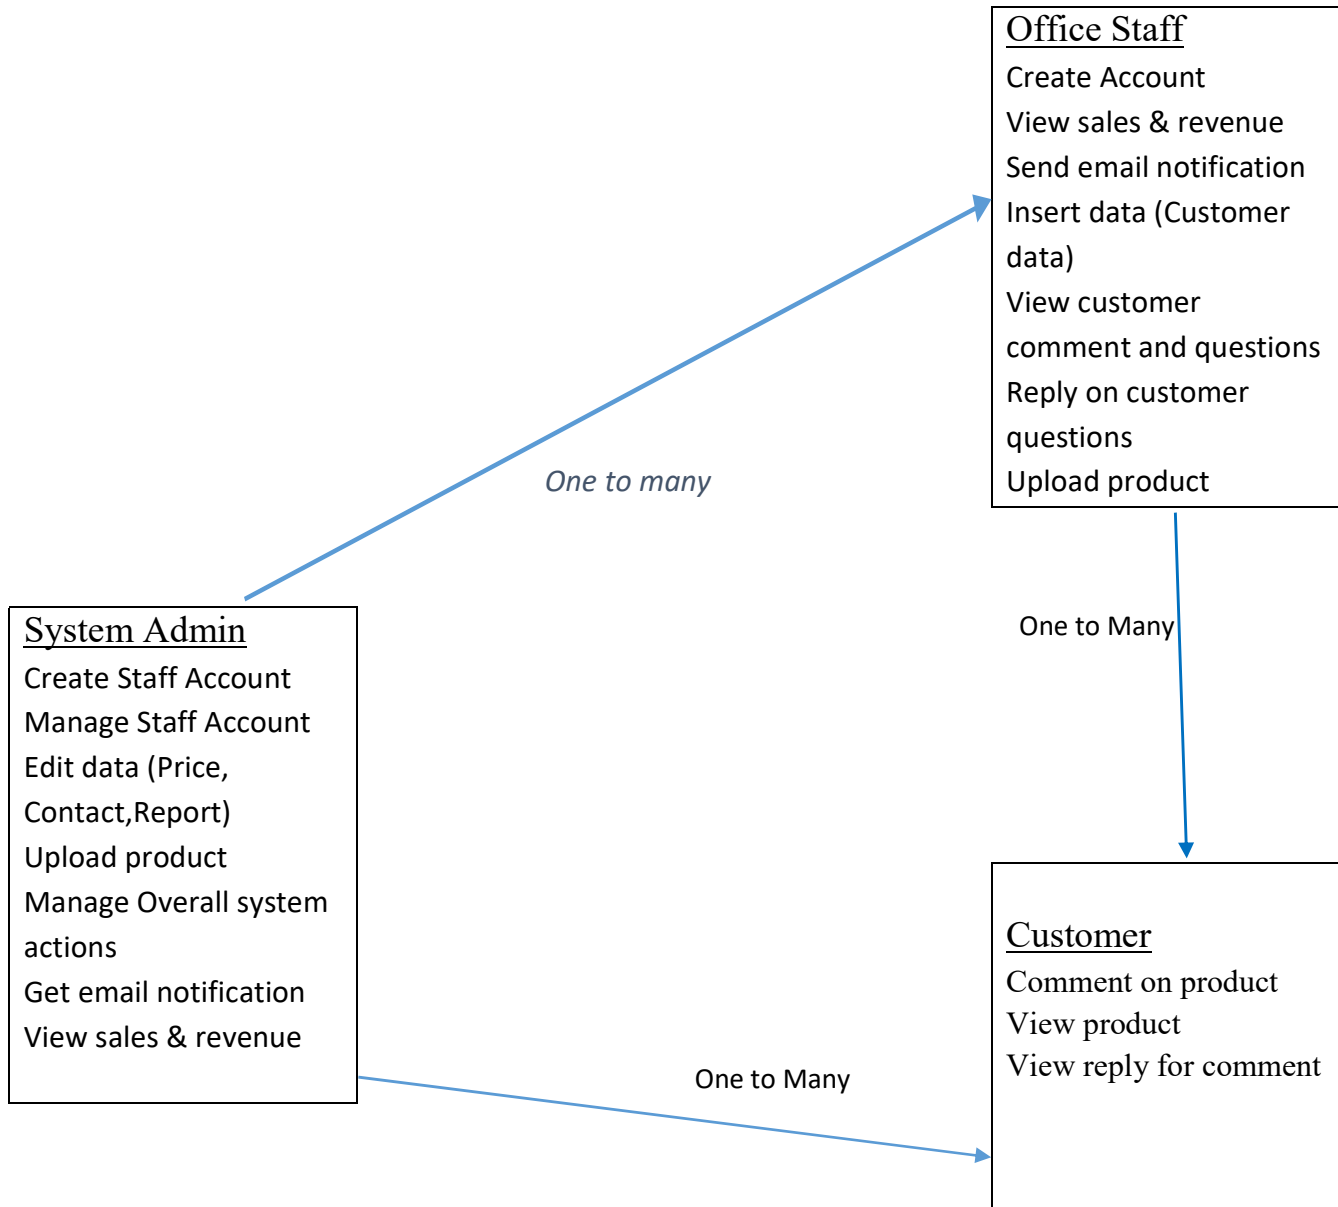 Office Staff
Create Account
View sales & revenue
Send email notification
Insert data (Customer
data)
View customer
comment and questions
Reply on customer
questions
Upload product
One to many
One to Many
System Admin
Create Staff Account
Manage Staff Account
Edit data (Price,
Contact,Report)
Upload product
Manage Overall system
actions
Get email notification
View sales & revenue
One to Many
Customer
Comment on product
View product
View reply for comment